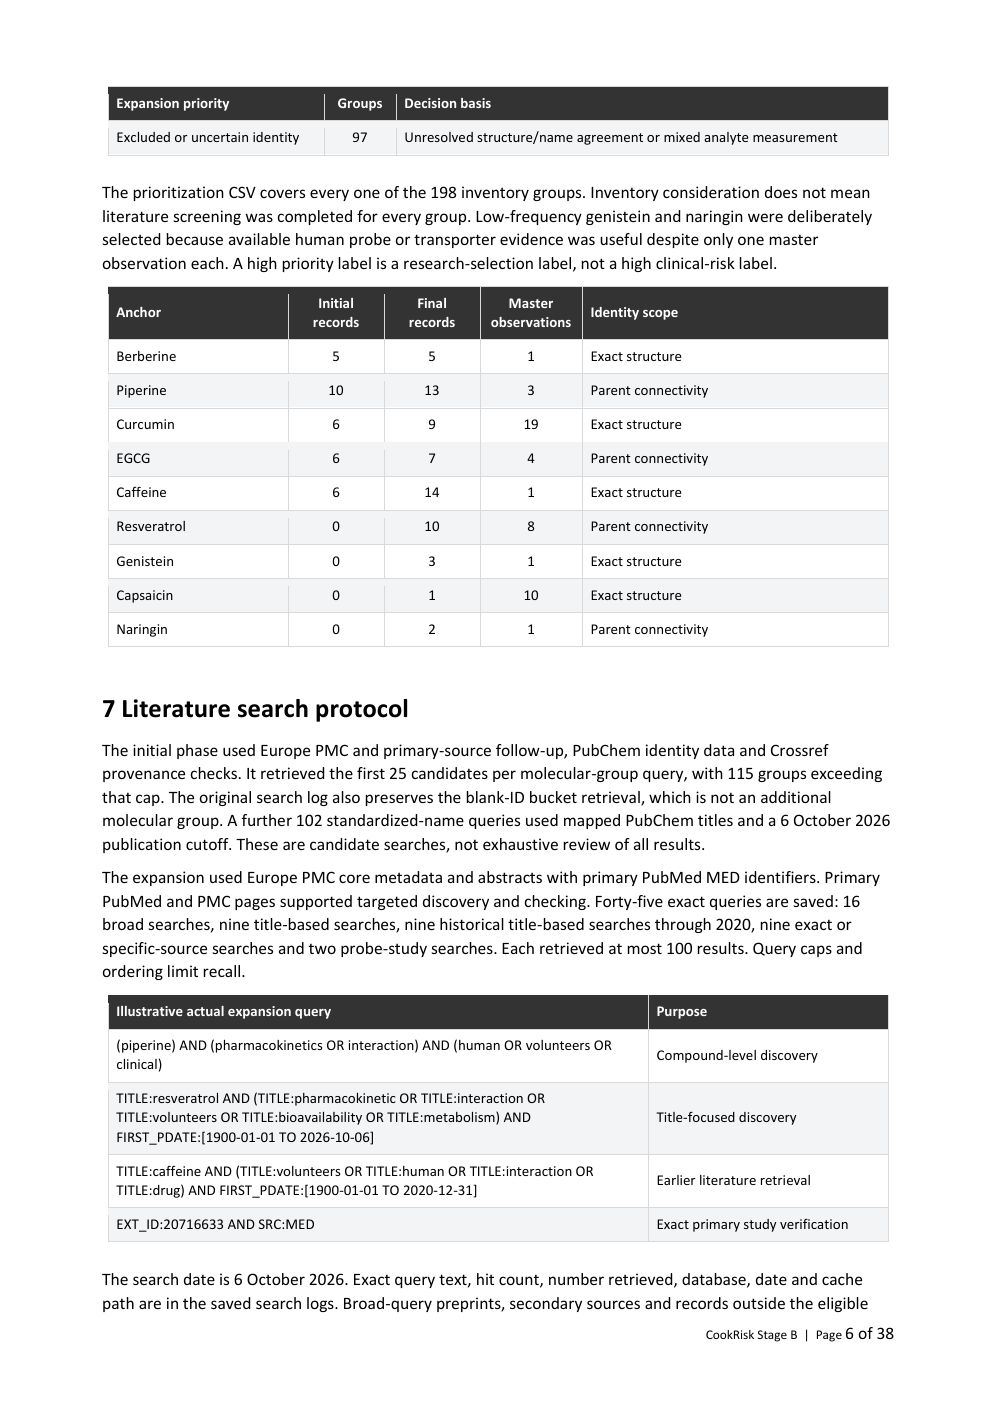 Expansion priority Groups Decision basis
Excluded or uncertain identity 97 Unresolved structure/name agreement or mixed analyte measurement
The prioritization CSV covers every one of the 198 inventory groups. Inventory consideration does not mean
literature screening was completed for every group. Low-frequency genistein and naringin were deliberately
selected because available human probe or transporter evidence was useful despite only one master
observation each. A high priority label is a research-selection label, not a high clinical-risk label.
Anchor Initial records Final records Master observations Identity scope
Berberine 5 5 1 Exact structure
Piperine 10 13 3 Parent connectivity
Curcumin 6 9 19 Exact structure
EGCG 6 7 4 Parent connectivity
Caffeine 6 14 1 Exact structure
Resveratrol 0 10 8 Parent connectivity
Genistein 0 3 1 Exact structure
Capsaicin 0 1 10 Exact structure
Naringin 0 2 1 Parent connectivity
7 Literature search protocol
The initial phase used Europe PMC and primary-source follow-up, PubChem identity data and Crossref
provenance checks. It retrieved the first 25 candidates per molecular-group query, with 115 groups exceeding
that cap. The original search log also preserves the blank-ID bucket retrieval, which is not an additional
molecular group. A further 102 standardized-name queries used mapped PubChem titles and a 6 October 2026
publication cutoff. These are candidate searches, not exhaustive review of all results.
The expansion used Europe PMC core metadata and abstracts with primary PubMed MED identifiers. Primary
PubMed and PMC pages supported targeted discovery and checking. Forty-five exact queries are saved: 16
broad searches, nine title-based searches, nine historical title-based searches through 2020, nine exact or
specific-source searches and two probe-study searches. Each retrieved at most 100 results. Query caps and
ordering limit recall.
Illustrative actual expansion query Purpose
(piperine) AND (pharmacokinetics OR interaction) AND (human OR volunteers OR
clinical) Compound-level discovery
TITLE:resveratrol AND (TITLE:pharmacokinetic OR TITLE:interaction OR
TITLE:volunteers OR TITLE:bioavailability OR TITLE:metabolism) AND Title-focused discovery
FIRST_PDATE:[1900-01-01 TO 2026-10-06]
TITLE:caffeine AND (TITLE:volunteers OR TITLE:human OR TITLE:interaction OR
TITLE:drug) AND FIRST_PDATE:[1900-01-01 TO 2020-12-31] Earlier literature retrieval
EXT_ID:20716633 AND SRC:MED Exact primary study verification
The search date is 6 October 2026. Exact query text, hit count, number retrieved, database, date and cache
path are in the saved search logs. Broad-query preprints, secondary sources and records outside the eligible
CookRisk Stage B | Page 6 of 38